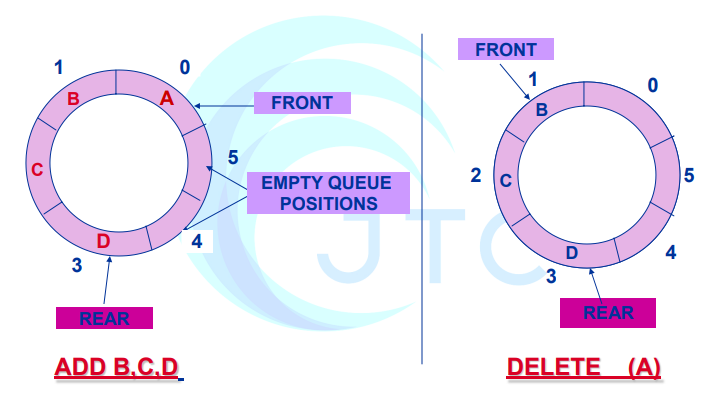 1
0
B
A
FRONT
C
5
EMPTY QUEUE
POSITIONS
D
4
3
REAR
ADD B,C,D
FRONT
1
0
B
2
C
5
D
4
3
REAR
DELETE (A)
JTC